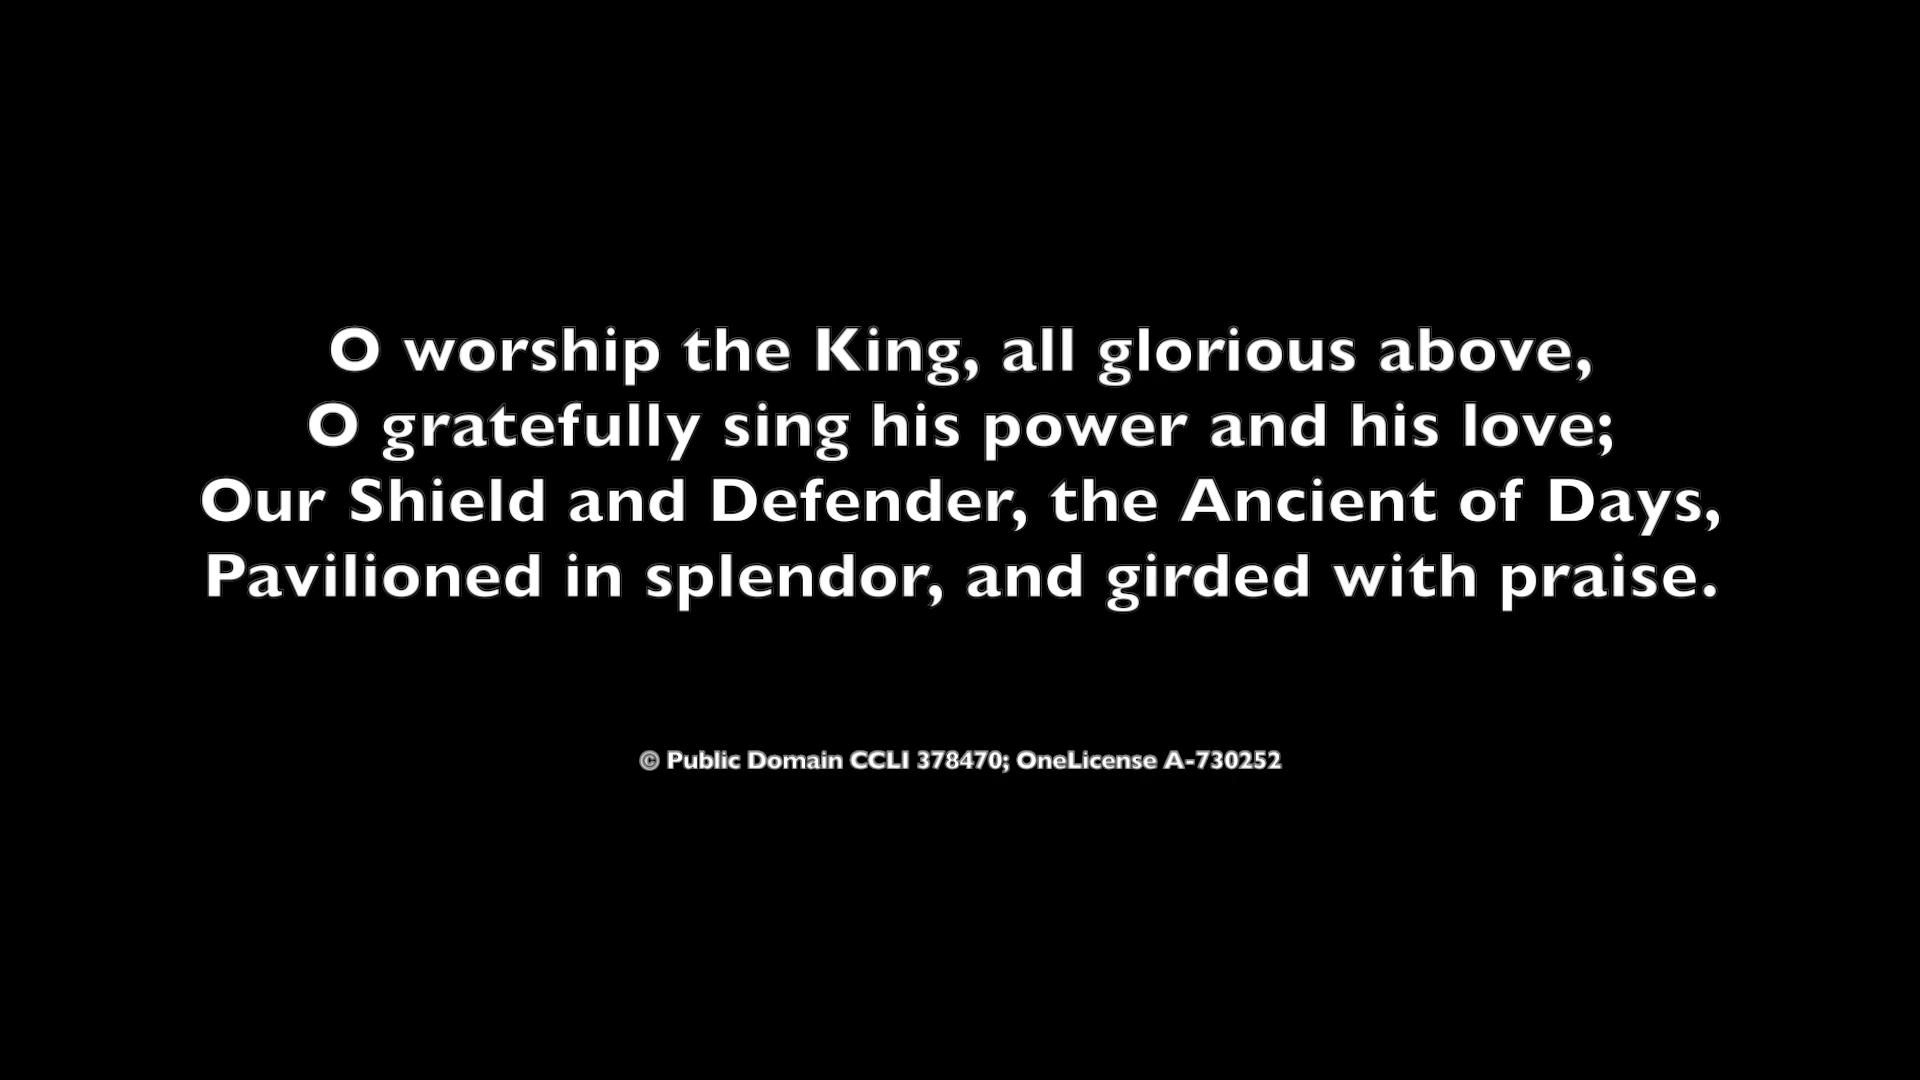 O worship the King, all glorious above,
O gratefully sing his power and his love;
Our Shield and Defender, the Ancient of Days,
Pavilioned in splendor, and girded with praise.
© Public Domain CCLI 378470; OneLicense A-730252